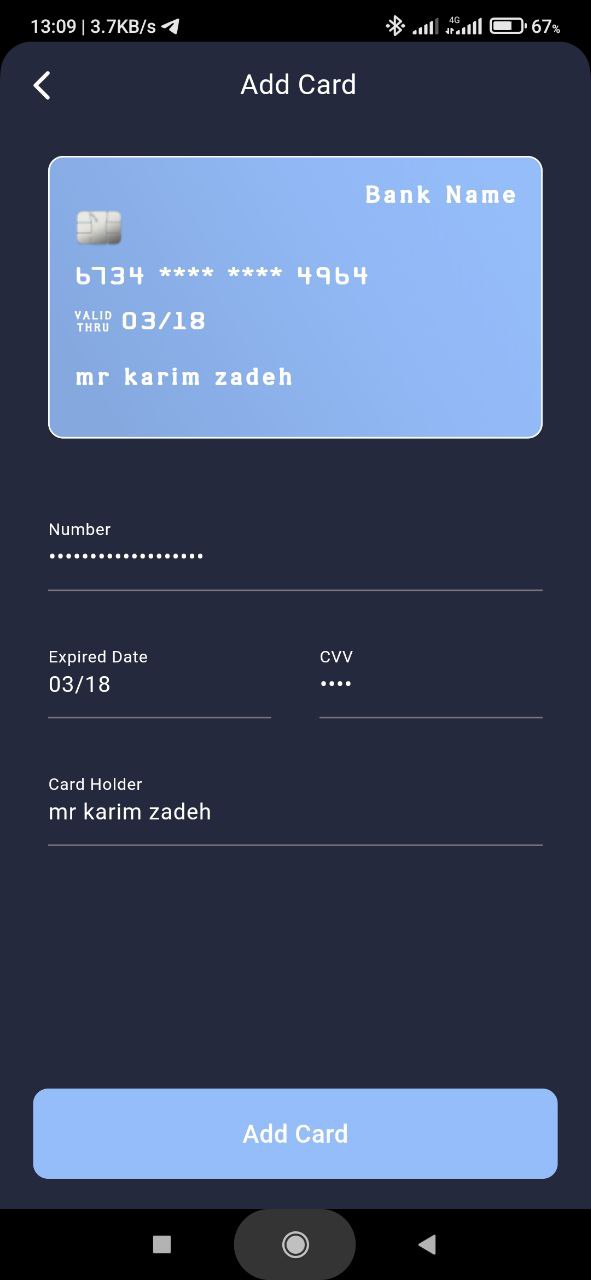 13:09 | 3.7KB/s 4G 67%
Add Card
Bank Name
6734 **** **** 4964
VALID THRU 03/18
mr karim zadeh
Number
•••••••••••••••••••
Expired Date CVV
03/18 ••••
Card Holder
mr karim zadeh
Add Card